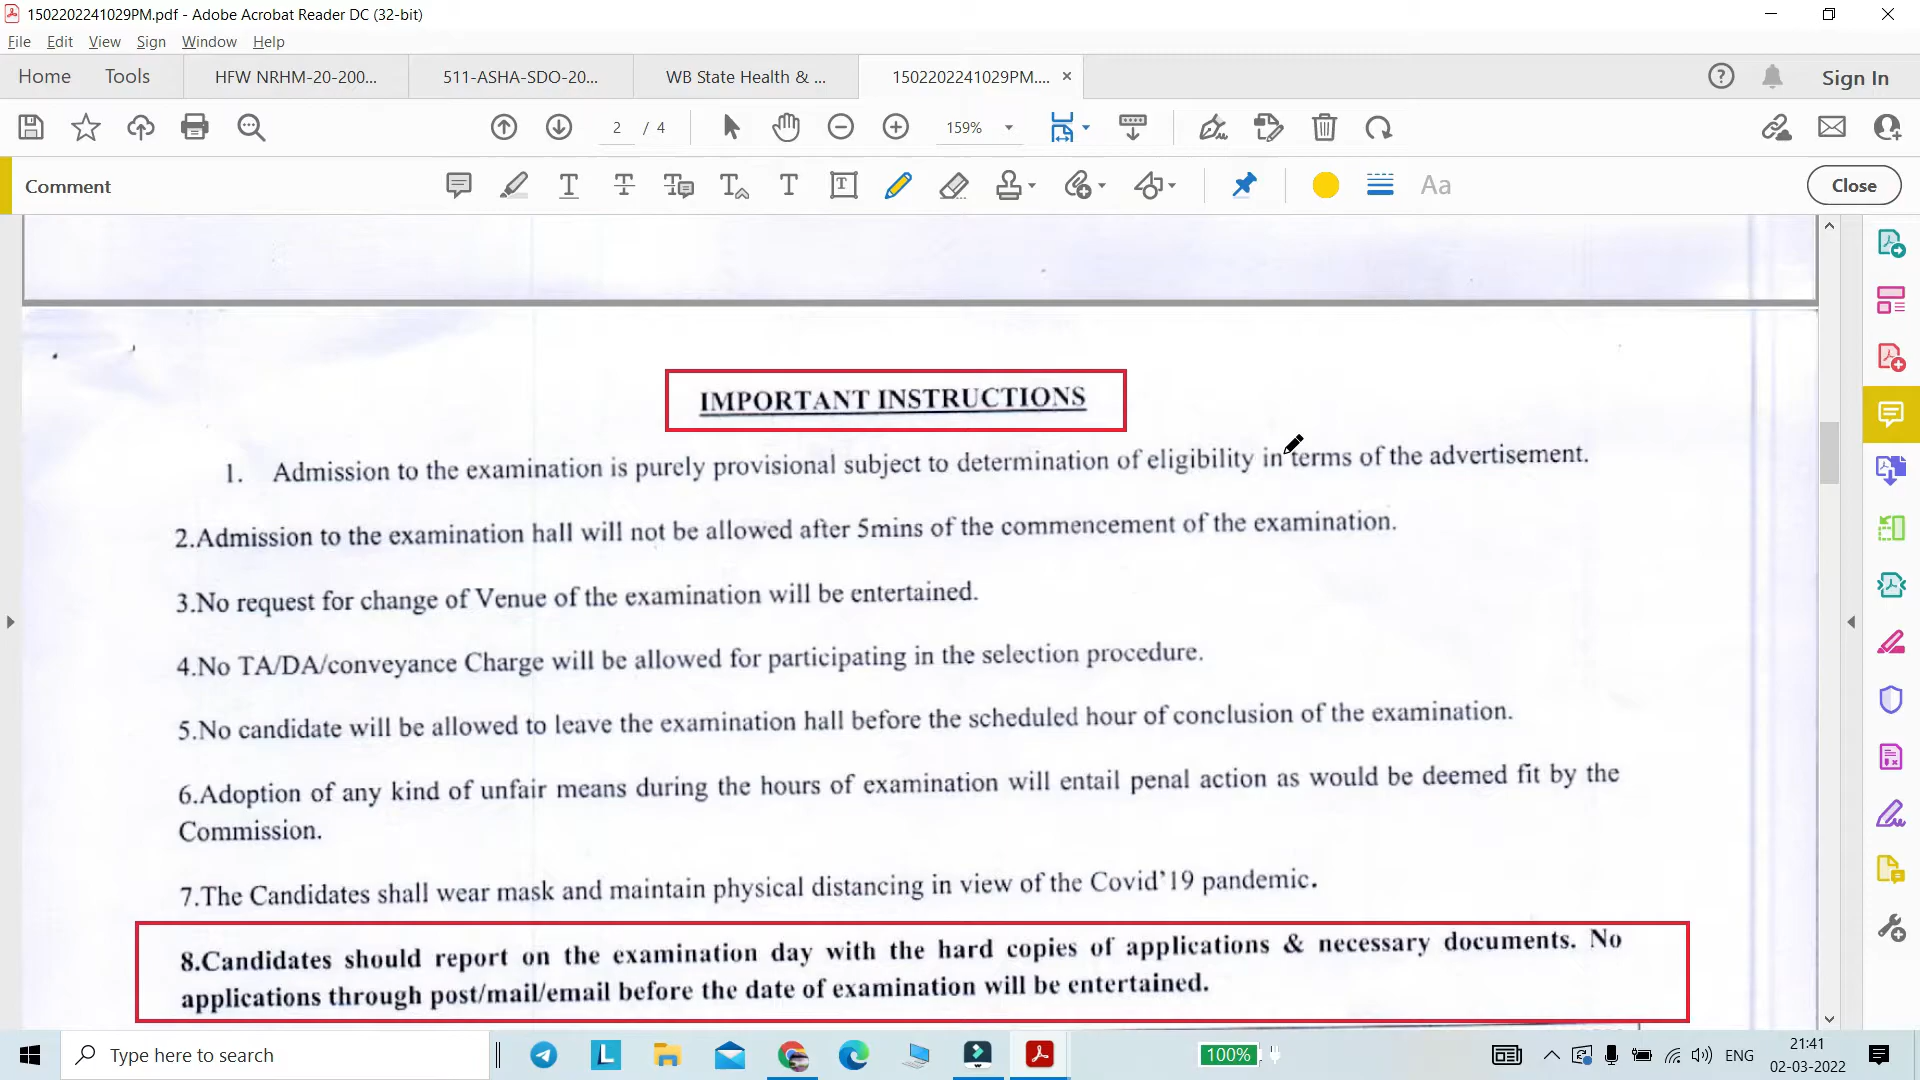 1502202241029PM.pdf - Adobe Acrobat Reader DC (32-bit)
File Edit View Sign Window Help
Home Tools HFW NRHM-20-200... 511-ASHA-SDO-20... WB State Health & ... 1502202241029PM.... × Sign In
2 / 4 159%
Comment Aa Close
IMPORTANT INSTRUCTIONS
1. Admission to the examination is purely provisional subject to determination of eligibility in terms of the advertisement.
2.Admission to the examination hall will not be allowed after 5mins of the commencement of the examination.
3.No request for change of Venue of the examination will be entertained.
4.No TA/DA/conveyance Charge will be allowed for participating in the selection procedure.
5.No candidate will be allowed to leave the examination hall before the scheduled hour of conclusion of the examination.
6.Adoption of any kind of unfair means during the hours of examination will entail penal action as would be deemed fit by the
Commission.
7.The Candidates shall wear mask and maintain physical distancing in view of the Covid'19 pandemic.
8.Candidates should report on the examination day with the hard copies of applications & necessary documents. No
applications through post/mail/email before the date of examination will be entertained.
Type here to search L 100% ENG 21:41
02-03-2022